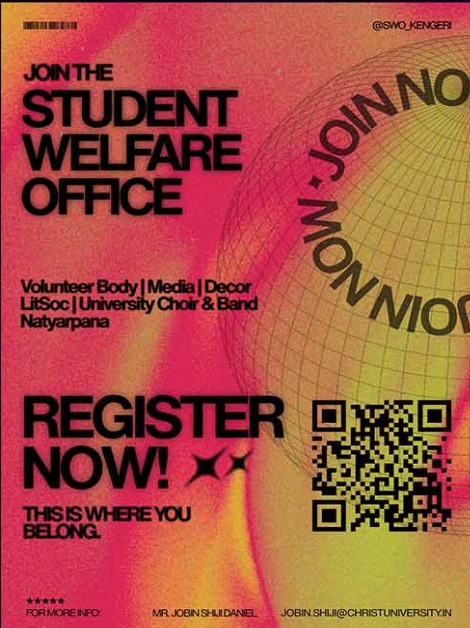 @SWO_KENGERI
JOIN THE
STUDENT
WELFARE
OFFICE
JOIN NO
W
JOIN NOW
Volunteer Body | Media | Decor
LitSoc | University Choir & Band
Natyarpana
REGISTER
NOW!
THIS IS WHERE YOU
BELONG.
FOR MORE INFO:
MR. JOBIN SHIJI DANIEL
JOBIN.SHIJI@CHRISTUNIVERSITY.IN